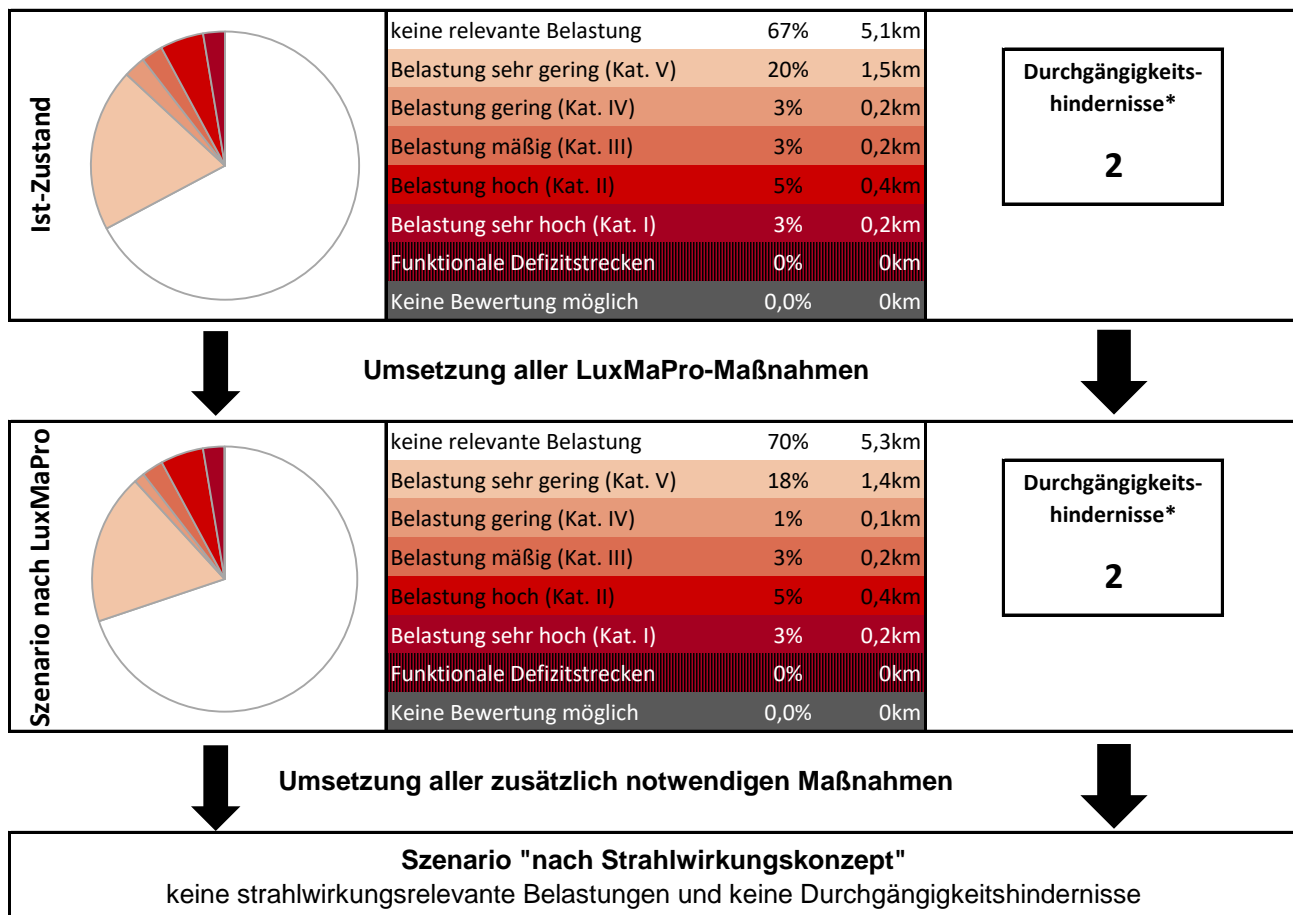 Ist-Zustand
keine relevante Belastung 67% 5,1km
Belastung sehr gering (Kat. V) 20% 1,5km
Belastung gering (Kat. IV) 3% 0,2km
Belastung mäßig (Kat. III) 3% 0,2km
Belastung hoch (Kat. II) 5% 0,4km
Belastung sehr hoch (Kat. I) 3% 0,2km
Funktionale Defizitstrecken 0% 0km
Keine Bewertung möglich 0,0% 0km
Durchgängigkeits-
hindernisse*
2
Umsetzung aller LuxMaPro-Maßnahmen
Szenario nach LuxMaPro
keine relevante Belastung 70% 5,3km
Belastung sehr gering (Kat. V) 18% 1,4km
Belastung gering (Kat. IV) 1% 0,1km
Belastung mäßig (Kat. III) 3% 0,2km
Belastung hoch (Kat. II) 5% 0,4km
Belastung sehr hoch (Kat. I) 3% 0,2km
Funktionale Defizitstrecken 0% 0km
Keine Bewertung möglich 0,0% 0km
Durchgängigkeits-
hindernisse*
2
Umsetzung aller zusätzlich notwendigen Maßnahmen
Szenario "nach Strahlwirkungskonzept"
keine strahlwirkungsrelevante Belastungen und keine Durchgängigkeitshindernisse